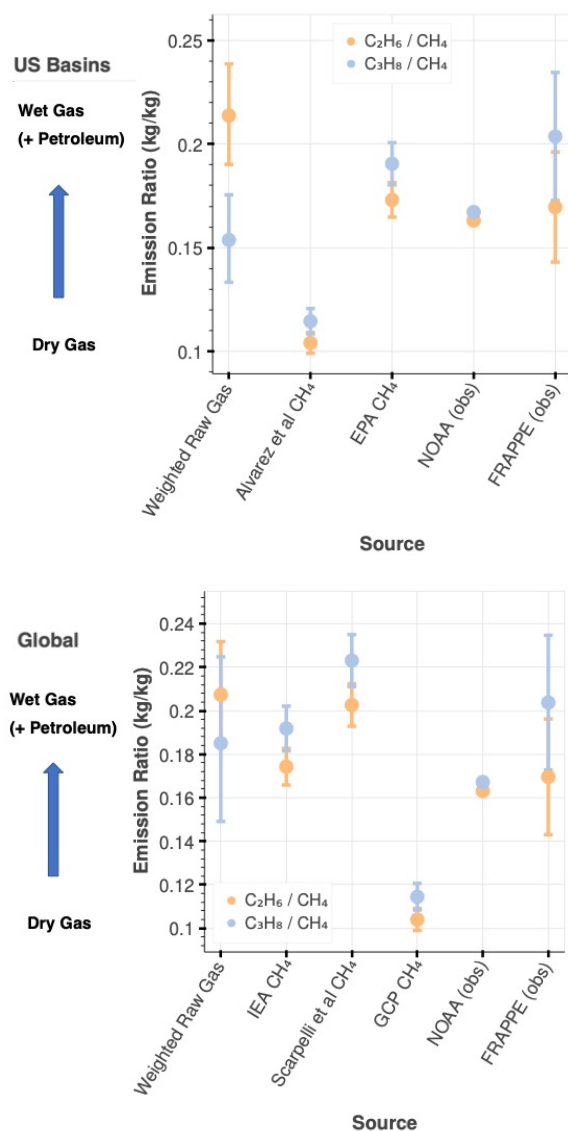 US Basins
Wet Gas
(+ Petroleum)
Dry Gas
Emission Ratio (kg/kg)
0.25
0.2
0.15
0.1
C₂H₆ / CH₄
C₃H₈ / CH₄
Weighted Raw Gas
Alvarez et al CH₄
EPA CH₄
NOAA (obs)
FRAPPE (obs)
Source
Global
Wet Gas
(+ Petroleum)
Dry Gas
Emission Ratio (kg/kg)
0.24
0.22
0.2
0.18
0.16
0.14
0.12
0.1
C₂H₆ / CH₄
C₃H₈ / CH₄
Weighted Raw Gas
IEA CH₄
Scarpelli et al CH₄
GCP CH₄
NOAA (obs)
FRAPPE (obs)
Source